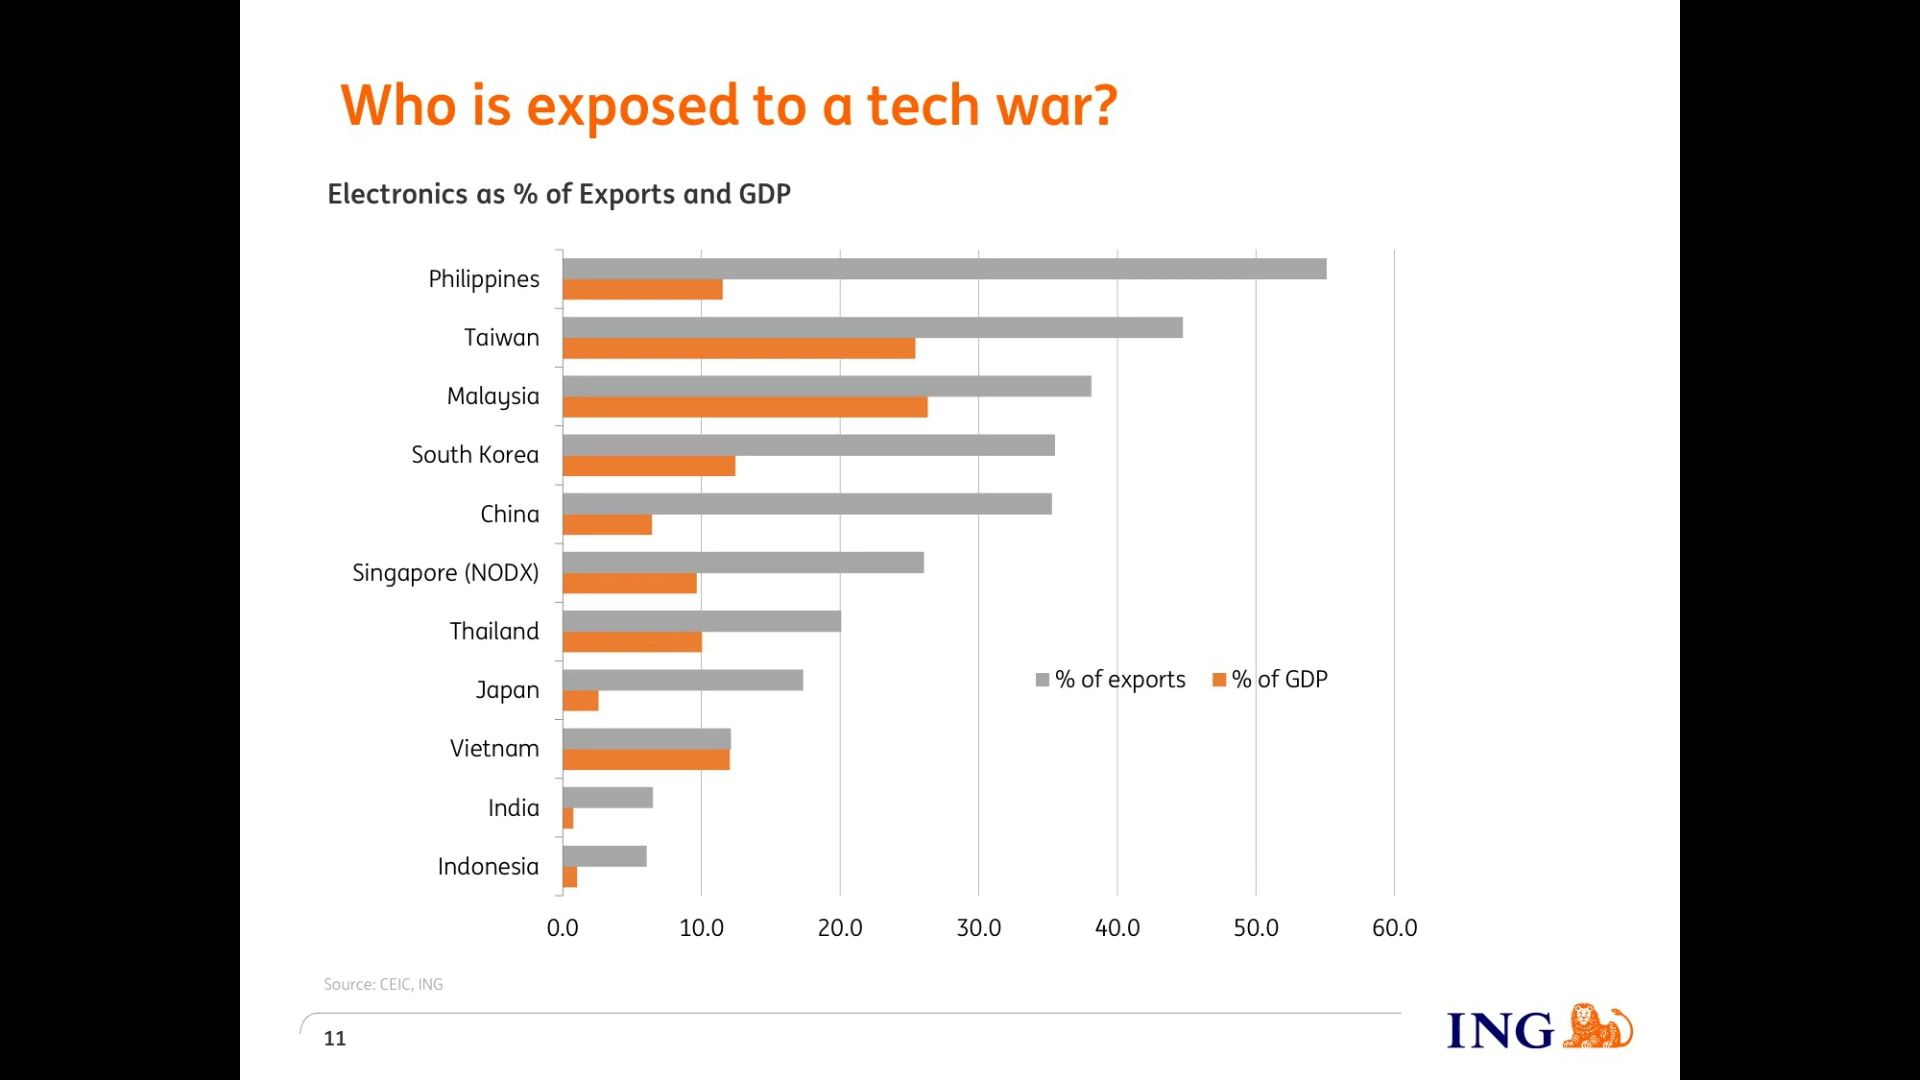 Who is exposed to a tech war?
Electronics as % of Exports and GDP
Philippines
Taiwan
Malaysia
South Korea
China
Singapore (NODX)
Thailand
Japan
% of exports % of GDP
Vietnam
India
Indonesia
0.0 10.0 20.0 30.0 40.0 50.0 60.0
Source: CEIC, ING
11
ING